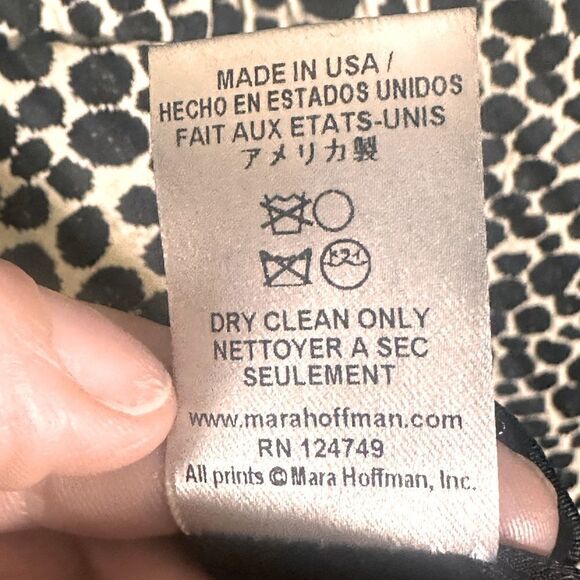 MADE IN USA /
HECHO EN ESTADOS UNIDOS
FAIT AUX ETATS-UNIS
アメリカ製
DRY CLEAN ONLY
NETTOYER A SEC
SEULEMENT
www.marahoffman.com
RN 124749
All prints © Mara Hoffman, Inc.